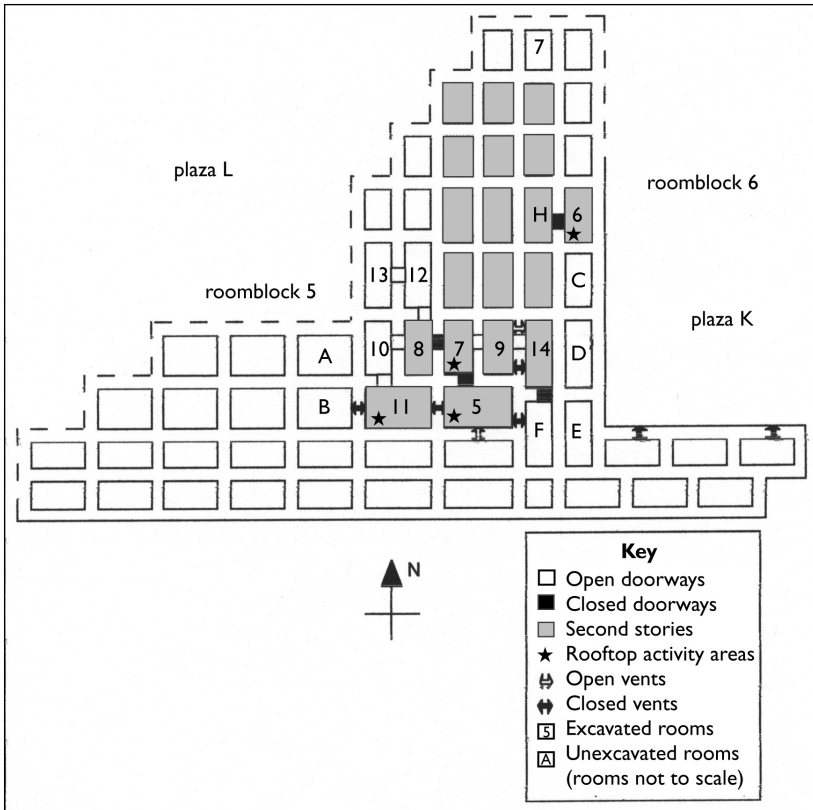 7
plaza L
roomblock 6
H 6
13 12
C
roomblock 5
plaza K
A 10 8 7 9 14 D
B 11 5 F E
N
Key
Open doorways
Closed doorways
Second stories
Rooftop activity areas
Open vents
Closed vents
5 Excavated rooms
A Unexcavated rooms
(rooms not to scale)